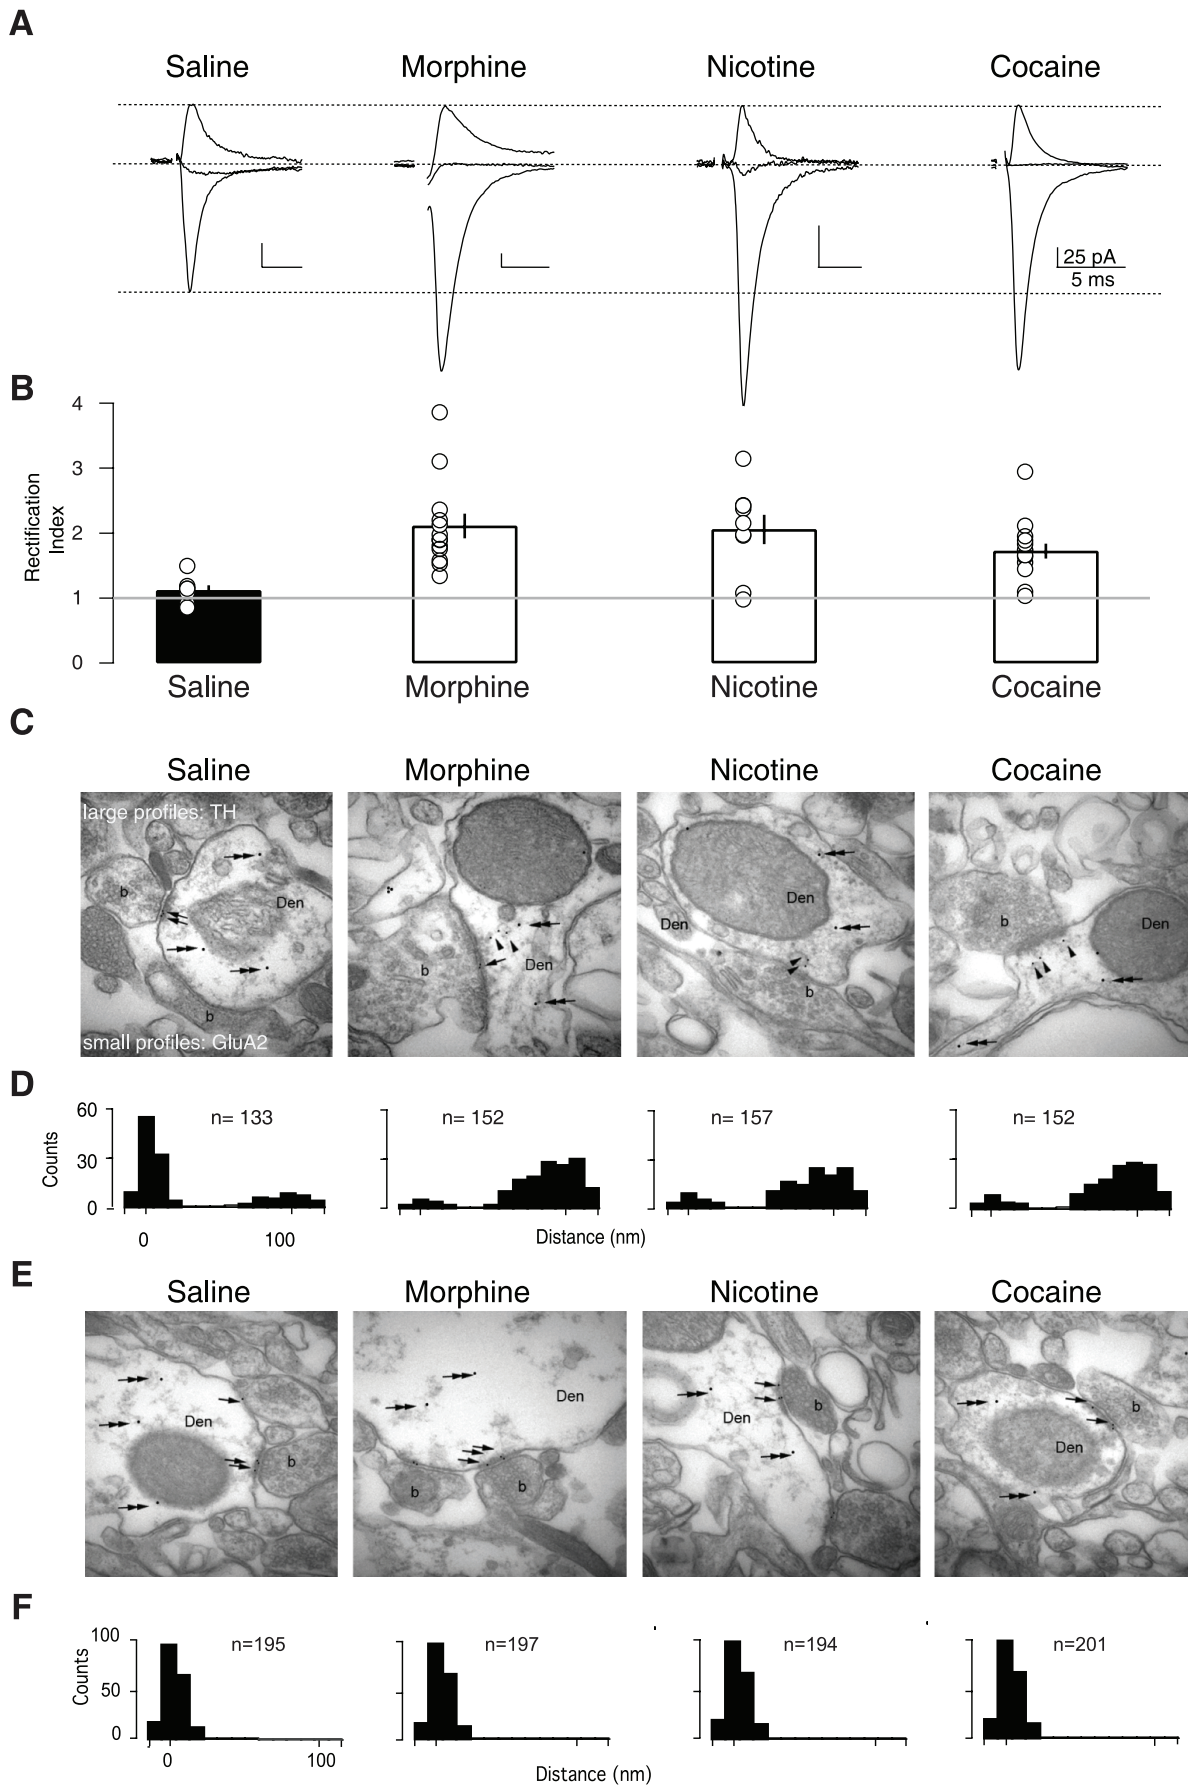 A
Saline Morphine Nicotine Cocaine
25 pA
5 ms
B
Rectification
Index
4
3
2
1
0
Saline Morphine Nicotine Cocaine
C
Saline Morphine Nicotine Cocaine
large profiles: TH
b Den b
small profiles: GluA2
b Den
Den Den b
b Den
D
Counts
60
30
0
n= 133 n= 152 n= 157 n= 152
0 100
Distance (nm)
E
Saline Morphine Nicotine Cocaine
Den b
Den b b
Den b
b Den
F
Counts
100
50
0
n=195 n=197 n=194 n=201
0 100
Distance (nm)